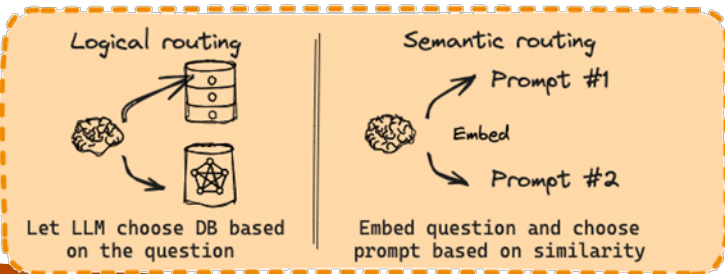 Logical routing
Let LLM choose DB based
on the question
Semantic routing
Prompt #1
Embed
Prompt #2
Embed question and choose
prompt based on similarity